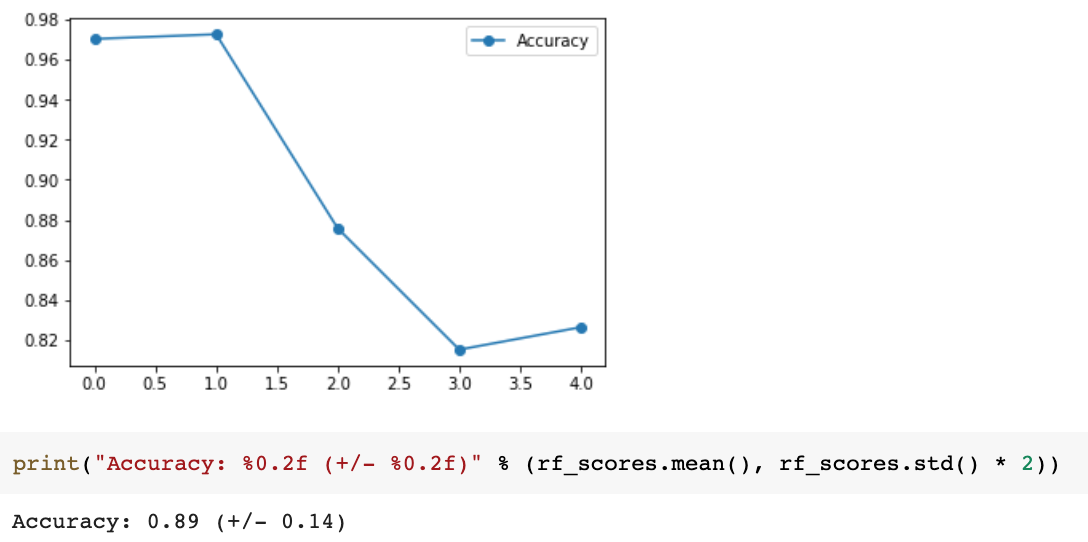 0.98
Accuracy
0.96
0.94
0.92
0.90
0.88
0.86
0.84
0.82
0.0 0.5 1.0 1.5 2.0 2.5 3.0 3.5 4.0
print("Accuracy: %0.2f (+/- %0.2f)" % (rf_scores.mean(), rf_scores.std() * 2))
Accuracy: 0.89 (+/- 0.14)